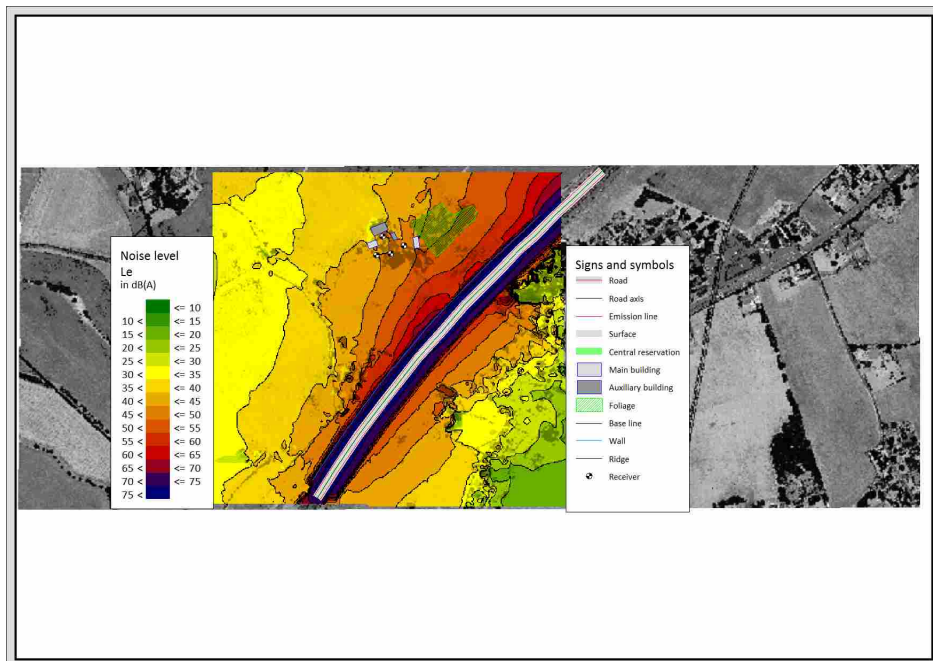 Noise level
Le
in dB(A)
<= 10
10 < <= 15
15 < <= 20
20 < <= 25
25 < <= 30
30 < <= 35
35 < <= 40
40 < <= 45
45 < <= 50
50 < <= 55
55 < <= 60
60 < <= 65
65 < <= 70
70 < <= 75
75 <
Signs and symbols
Road
Road axis
Emission line
Surface
Central reservation
Main building
Auxiliary building
Foliage
Base line
Wall
Ridge
Receiver